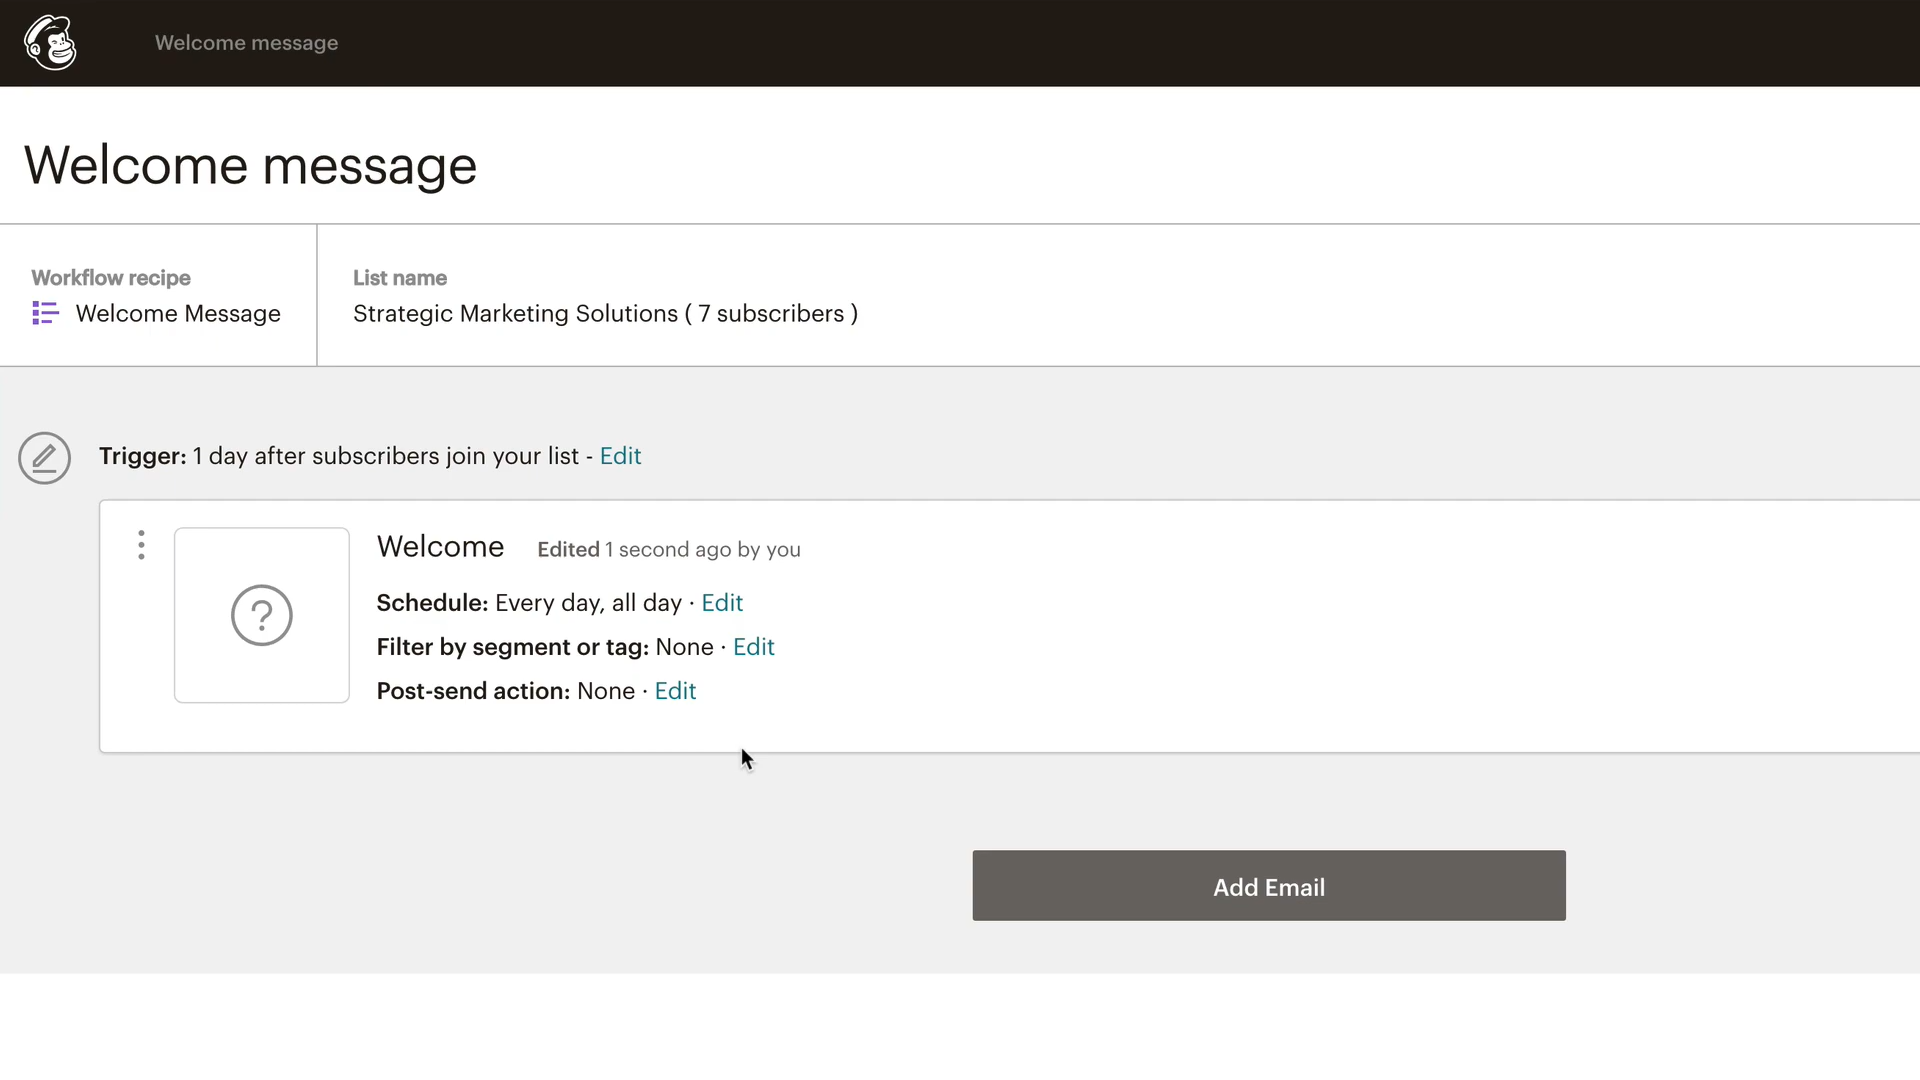 Welcome message
Welcome message
Workflow recipe
Welcome Message
List name
Strategic Marketing Solutions ( 7 subscribers )
Trigger: 1 day after subscribers join your list - Edit
?
Welcome Edited 1 second ago by you
Schedule: Every day, all day · Edit
Filter by segment or tag: None · Edit
Post-send action: None · Edit
Add Email